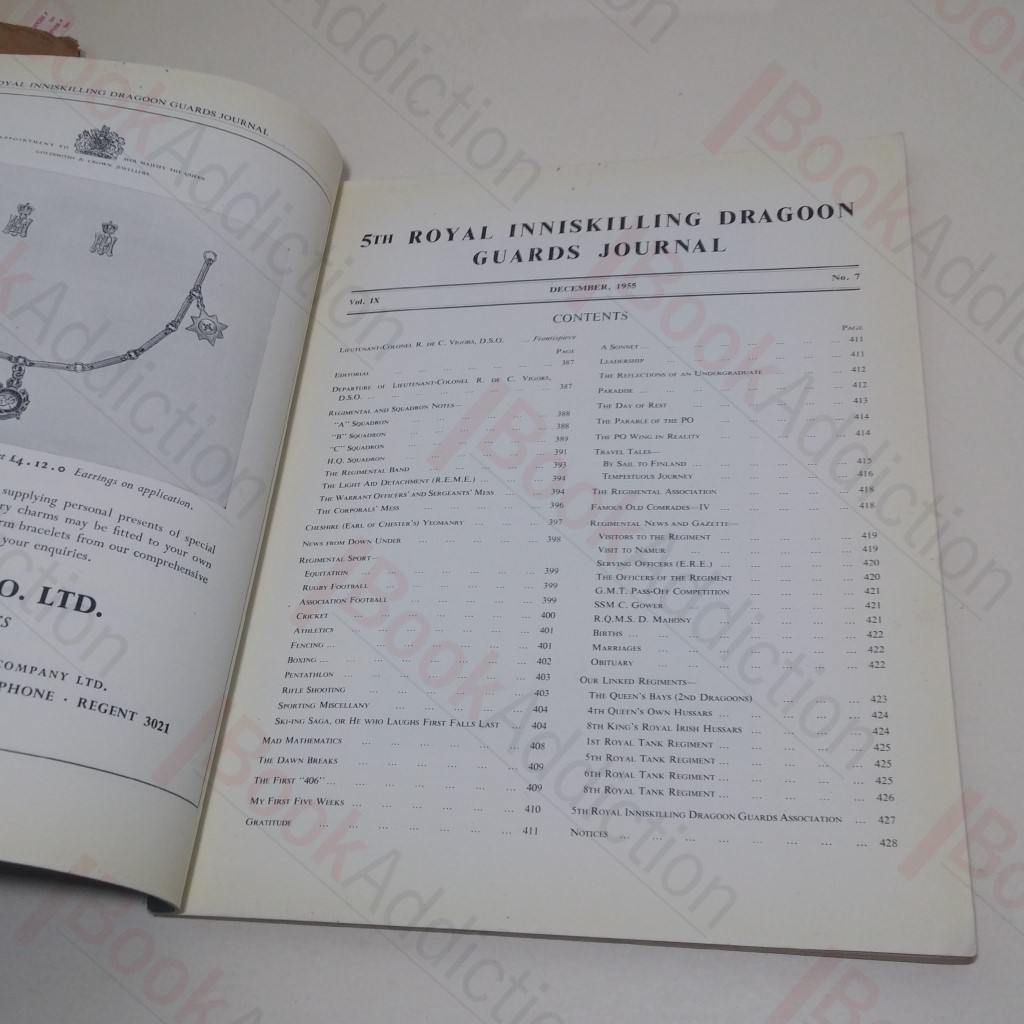 ROYAL INNISKILLING DRAGOON GUARDS JOURNAL
APPOINTMENT TO HER MAJESTY THE QUEEN
GOLDSMITHS & CROWN JEWELLERS
£4.12.0 Earrings on application.
supplying personal presents of special
charms may be fitted to your own
bracelets from our comprehensive
your enquiries.
O. LTD.
COMPANY LTD.
PHONE · REGENT 3021
5TH ROYAL INNISKILLING DRAGOON
GUARDS JOURNAL
Vol. IX DECEMBER, 1955 No. 7
CONTENTS
Lieutenant-Colonel R. de C. Vigors, D.S.O. ... Frontispiece
Page
Editorial ... 387
Departure of Lieutenant-Colonel R. de C. Vigors,
D.S.O. ... 387
Regimental and Squadron Notes—
"A" Squadron ... 388
"B" Squadron ... 388
"C" Squadron ... 389
H.Q. Squadron ... 391
The Regimental Band ... 393
The Light Aid Detachment (R.E.M.E.) ... 394
The Warrant Officers' and Sergeants' Mess ... 394
The Corporals' Mess ... 396
Cheshire (Earl of Chester's) Yeomanry ... 397
News from Down Under ... 398
Regimental Sport—
Equitation ... 399
Rugby Football ... 399
Association Football ... 399
Cricket ... 400
Athletics ... 401
Fencing ... 401
Boxing ... 402
Pentathlon ... 403
Rifle Shooting ... 403
Sporting Miscellany ... 404
Ski-ing Saga, or He Who Laughs First Falls Last 404
Mad Mathematics ... 408
The Dawn Breaks ... 409
The First "406" ... 409
My First Five Weeks ... 410
Gratitude ... 411
Page
A Sonnet ... 411
Leadership ... 411
The Reflections of an Undergraduate ... 412
Paradise ... 412
The Day of Rest ... 413
The Parable of the PO ... 414
The PO Wing in Reality ... 414
Travel Tales—
By Sail to Finland ... 415
Tempestuous Journey ... 416
The Regimental Association ... 418
Famous Old Comrades—IV ... 418
Regimental News and Gazette—
Visitors to the Regiment ... 419
Visit to Namur ... 419
Serving Officers (E.R.E.) ... 420
The Officers of the Regiment ... 420
G.M.T. Pass-Off Competition ... 421
SSM C. Gower ... 421
R.Q.M.S. D. Mahony ... 421
Births ... 422
Marriages ... 422
Obituary ... 422
Our Linked Regiments—
The Queen's Bays (2nd Dragoons) ... 423
4th Queen's Own Hussars ... 424
8th King's Royal Irish Hussars ... 424
1st Royal Tank Regiment ... 425
5th Royal Tank Regiment ... 425
6th Royal Tank Regiment ... 425
8th Royal Tank Regiment ... 426
5th Royal Inniskilling Dragoon Guards Association ... 427
Notices ... 428
BookAddiction